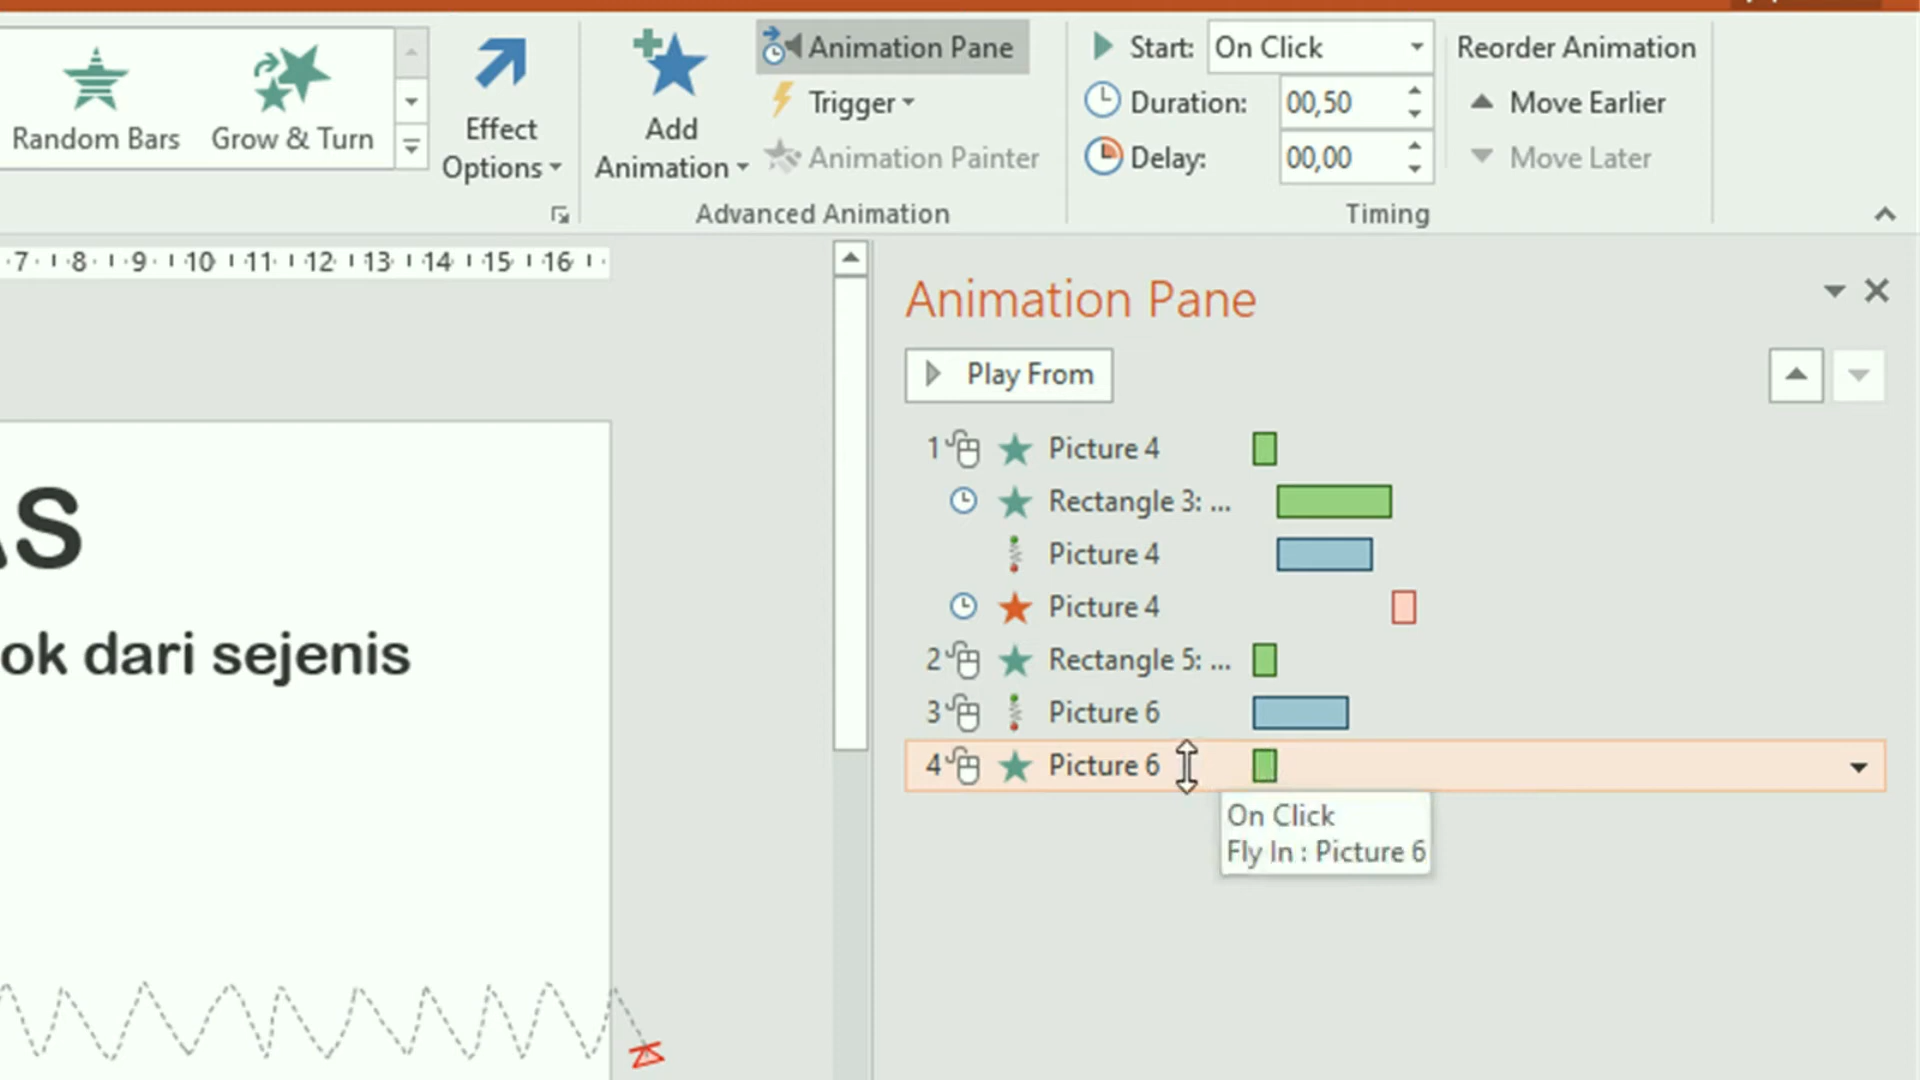 Random Bars
Grow & Turn
Effect
Options
Add
Animation
Animation Pane
Trigger
Animation Painter
Advanced Animation
Start: On Click
Duration: 00,50
Delay: 00,00
Timing
Reorder Animation
Move Earlier
Move Later
7 8 9 10 11 12 13 14 15 16
Animation Pane
Play From
1 Picture 4
Rectangle 3: ...
Picture 4
Picture 4
2 Rectangle 5: ...
3 Picture 6
4 Picture 6
On Click
Fly In : Picture 6
AS
ok dari sejenis